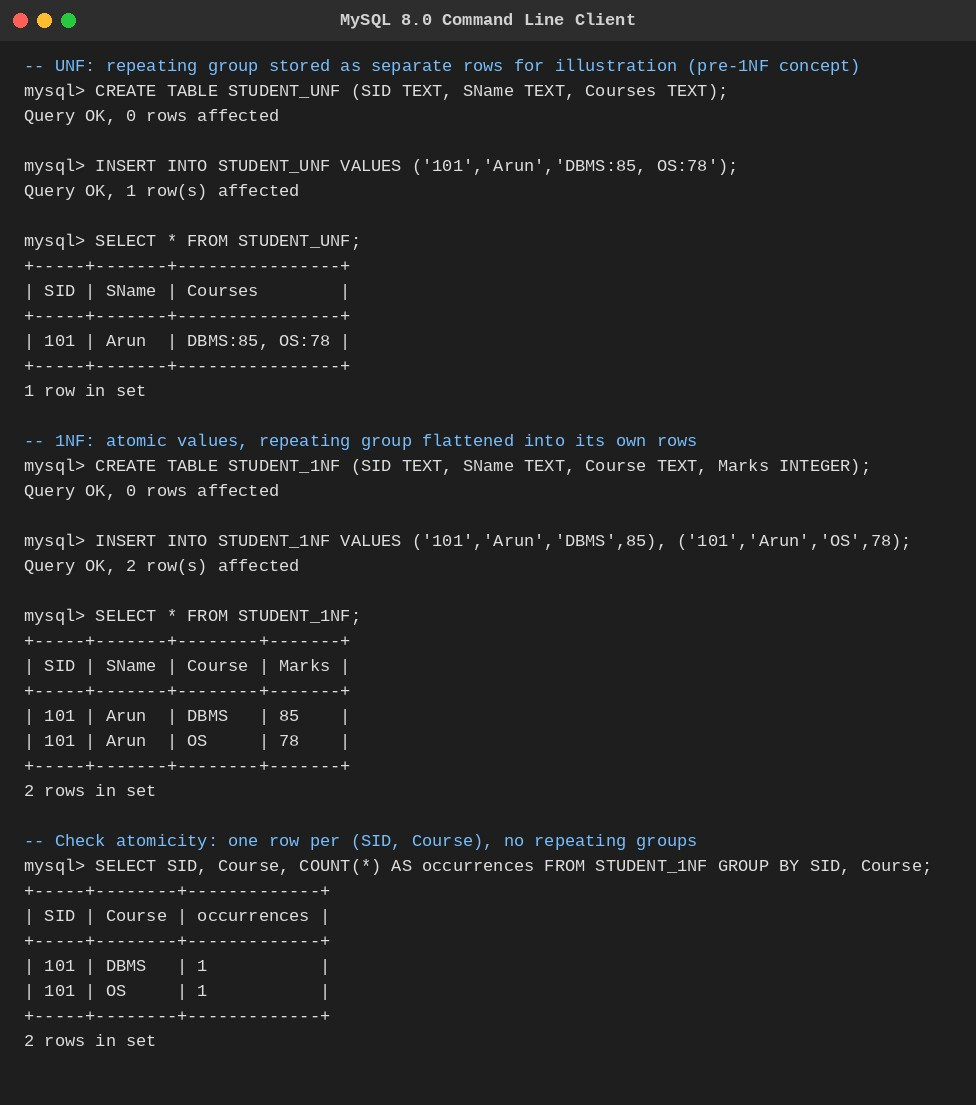 MySQL 8.0 Command Line Client
-- UNF: repeating group stored as separate rows for illustration (pre-1NF concept)
mysql> CREATE TABLE STUDENT_UNF (SID TEXT, SName TEXT, Courses TEXT);
Query OK, 0 rows affected

mysql> INSERT INTO STUDENT_UNF VALUES ('101','Arun','DBMS:85, OS:78');
Query OK, 1 row(s) affected

mysql> SELECT * FROM STUDENT_UNF;
+-----+-------+----------------+
| SID | SName | Courses        |
+-----+-------+----------------+
| 101 | Arun  | DBMS:85, OS:78 |
+-----+-------+----------------+
1 row in set

-- 1NF: atomic values, repeating group flattened into its own rows
mysql> CREATE TABLE STUDENT_1NF (SID TEXT, SName TEXT, Course TEXT, Marks INTEGER);
Query OK, 0 rows affected

mysql> INSERT INTO STUDENT_1NF VALUES ('101','Arun','DBMS',85), ('101','Arun','OS',78);
Query OK, 2 row(s) affected

mysql> SELECT * FROM STUDENT_1NF;
+-----+-------+--------+-------+
| SID | SName | Course | Marks |
+-----+-------+--------+-------+
| 101 | Arun  | DBMS   | 85    |
| 101 | Arun  | OS     | 78    |
+-----+-------+--------+-------+
2 rows in set

-- Check atomicity: one row per (SID, Course), no repeating groups
mysql> SELECT SID, Course, COUNT(*) AS occurrences FROM STUDENT_1NF GROUP BY SID, Course;
+-----+--------+-------------+
| SID | Course | occurrences |
+-----+--------+-------------+
| 101 | DBMS   | 1           |
| 101 | OS     | 1           |
+-----+--------+-------------+
2 rows in set